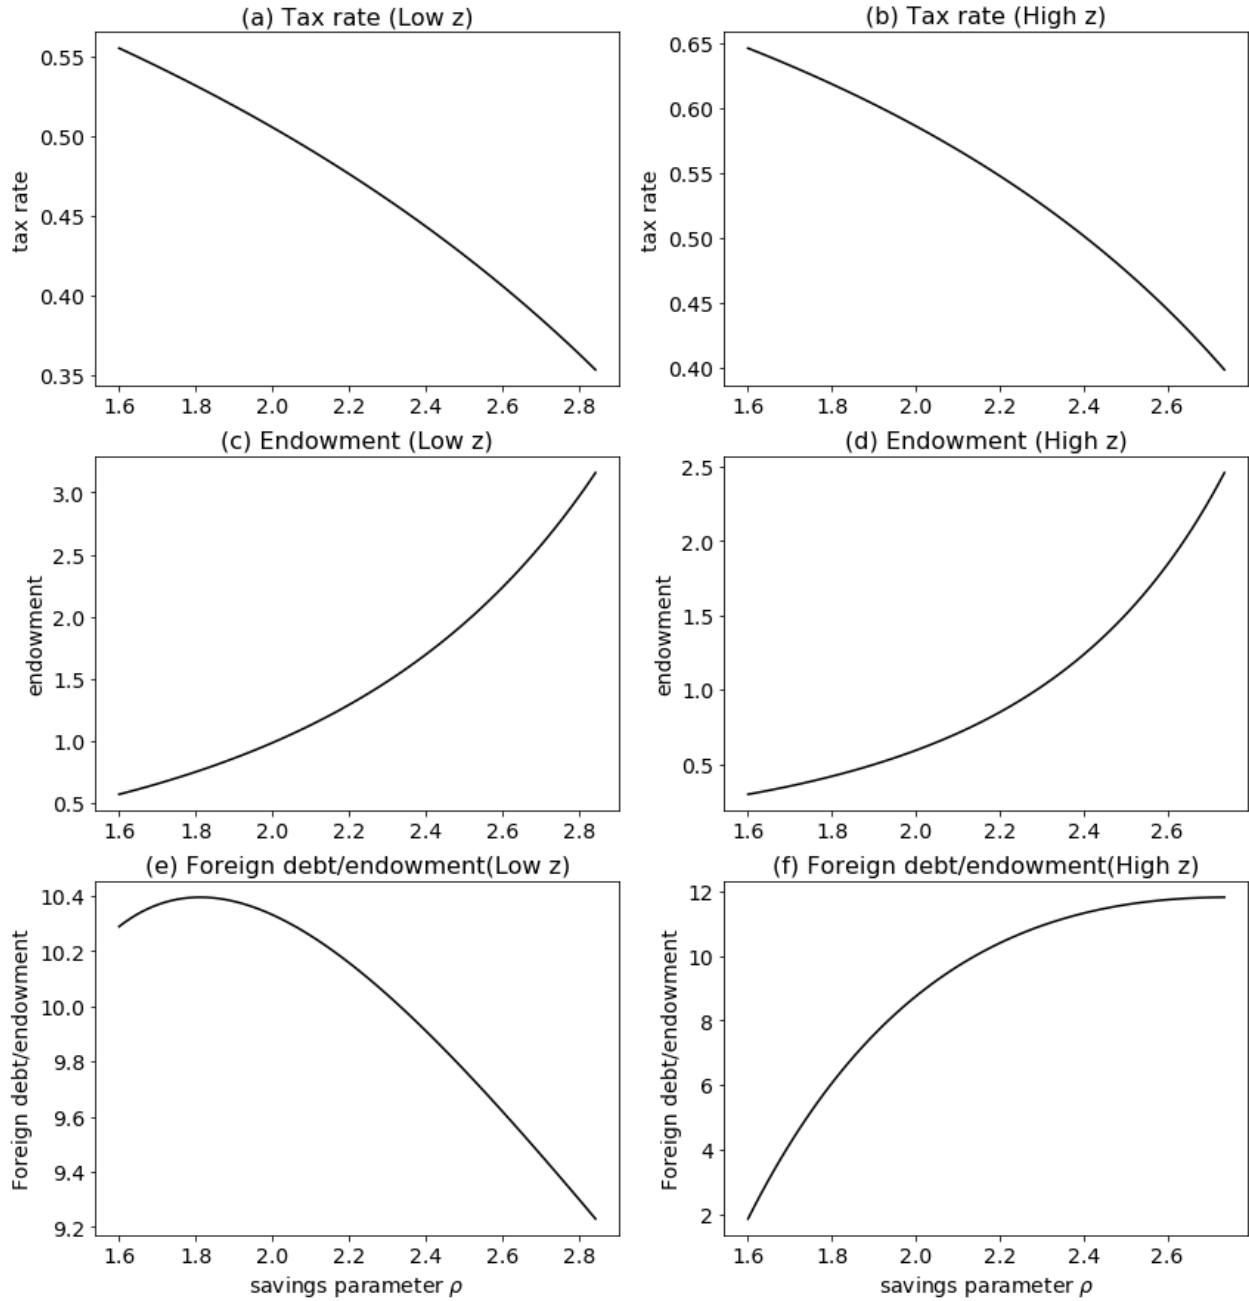 (a) Tax rate (Low z)
0.55
0.50
0.45
0.40
0.35
tax rate
1.6 1.8 2.0 2.2 2.4 2.6 2.8
(b) Tax rate (High z)
0.65
0.60
0.55
0.50
0.45
0.40
tax rate
1.6 1.8 2.0 2.2 2.4 2.6
(c) Endowment (Low z)
3.0
2.5
2.0
1.5
1.0
0.5
endowment
1.6 1.8 2.0 2.2 2.4 2.6 2.8
(d) Endowment (High z)
2.5
2.0
1.5
1.0
0.5
endowment
1.6 1.8 2.0 2.2 2.4 2.6
(e) Foreign debt/endowment(Low z)
10.4
10.2
10.0
9.8
9.6
9.4
9.2
Foreign debt/endowment
1.6 1.8 2.0 2.2 2.4 2.6 2.8
savings parameter ρ
(f) Foreign debt/endowment(High z)
12
10
8
6
4
2
Foreign debt/endowment
1.6 1.8 2.0 2.2 2.4 2.6
savings parameter ρ